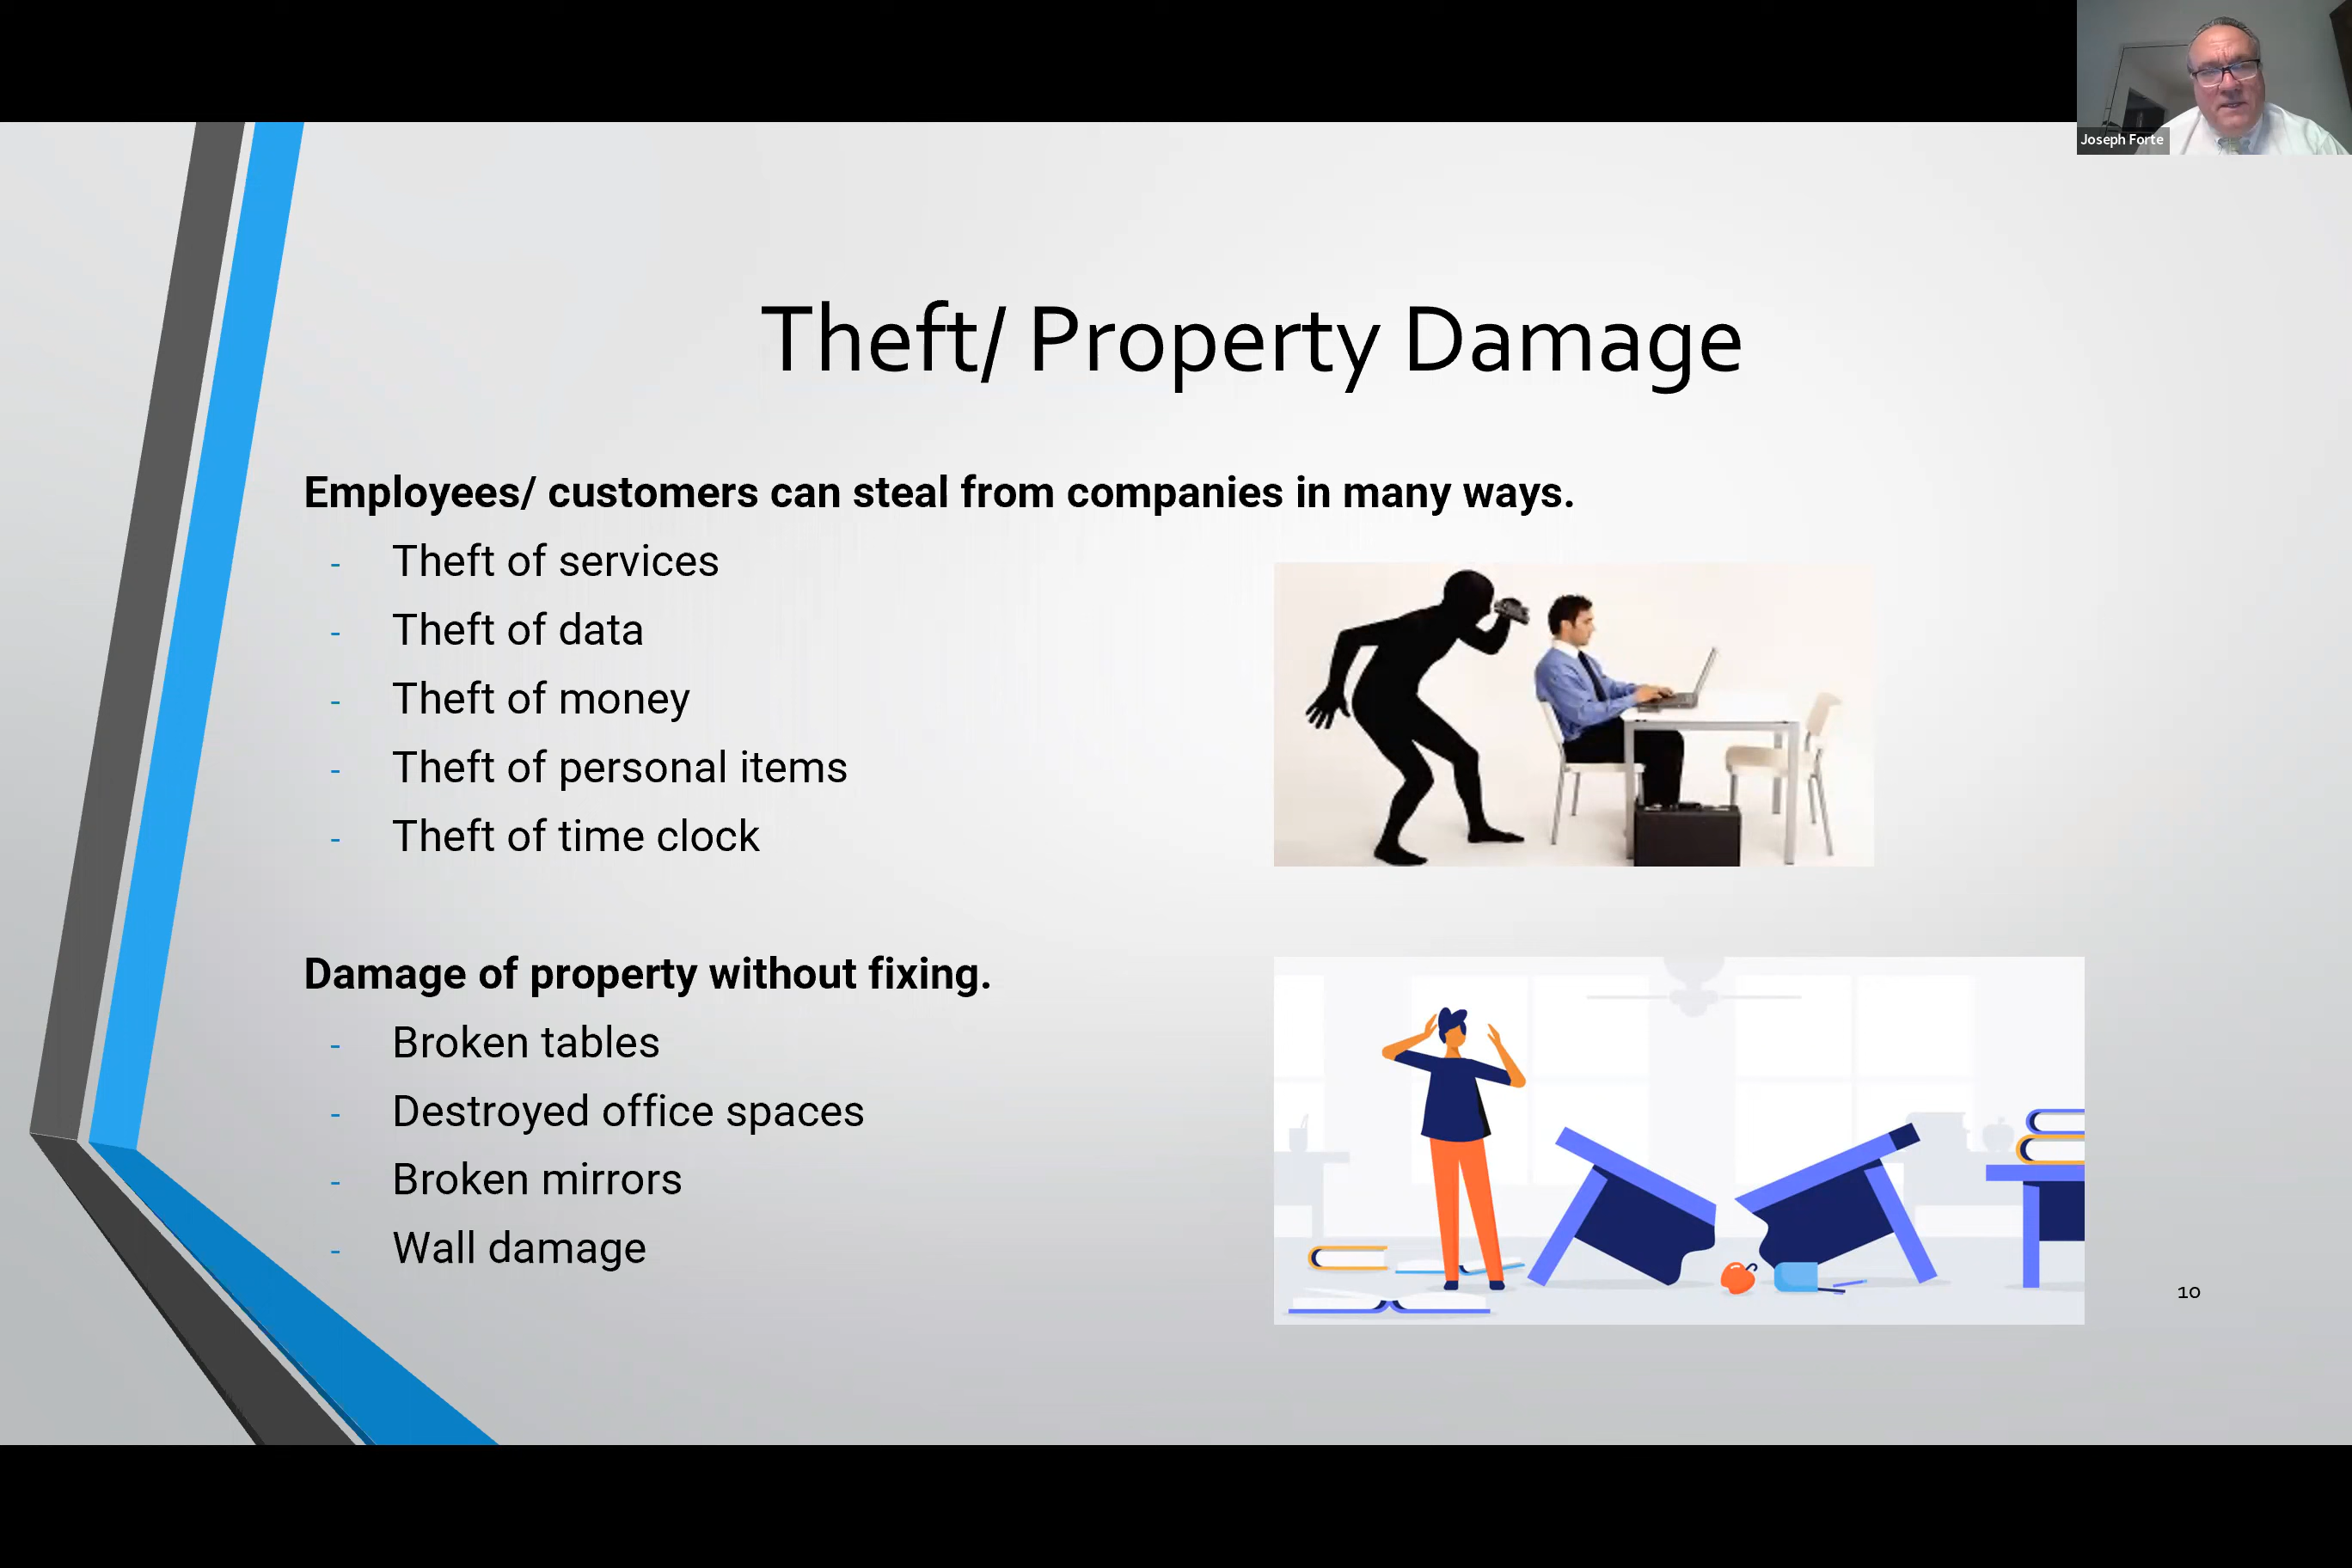 Joseph Forte
Theft/ Property Damage
Employees/ customers can steal from companies in many ways.
- Theft of services
- Theft of data
- Theft of money
- Theft of personal items
- Theft of time clock
Damage of property without fixing.
- Broken tables
- Destroyed office spaces
- Broken mirrors
- Wall damage
10